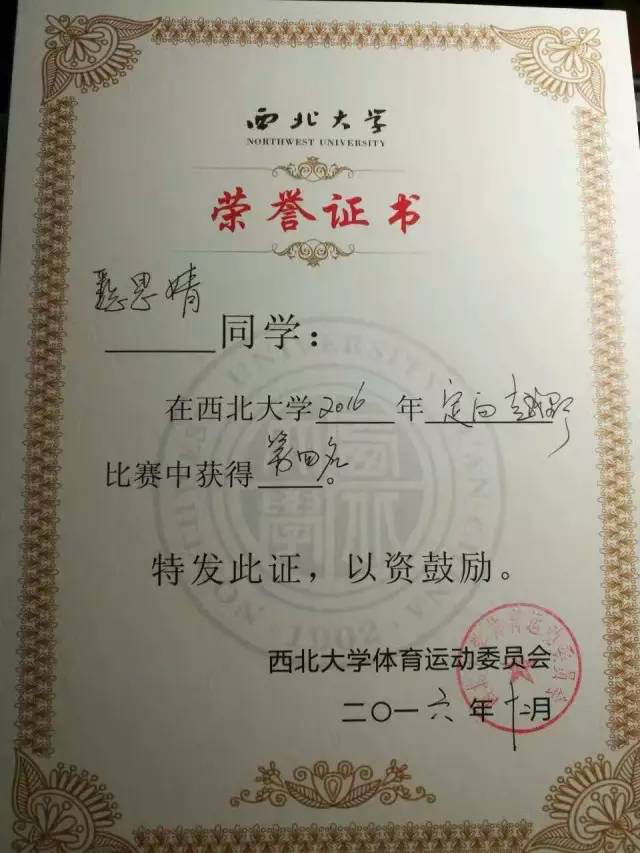 西北大学
NORTHWEST UNIVERSITY
荣誉证书
思婧
同学：
在西北大学2016年定向越野
比赛中获得第四名。
特发此证，以资鼓励。
1902
西北大学体育运动委员会
二〇一六年十二月